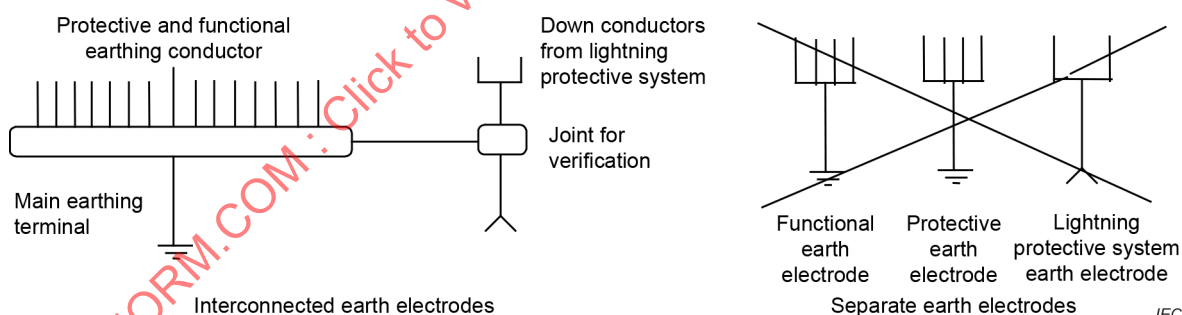 Protective and functional
earthing conductor
Down conductors
from lightning
protective system
Joint for
verification
Main earthing
terminal
Interconnected earth electrodes
Functional
earth
electrode
Protective
earth
electrode
Lightning
protective system
earth electrode
Separate earth electrodes
IEC
ORM.COM : Click to v